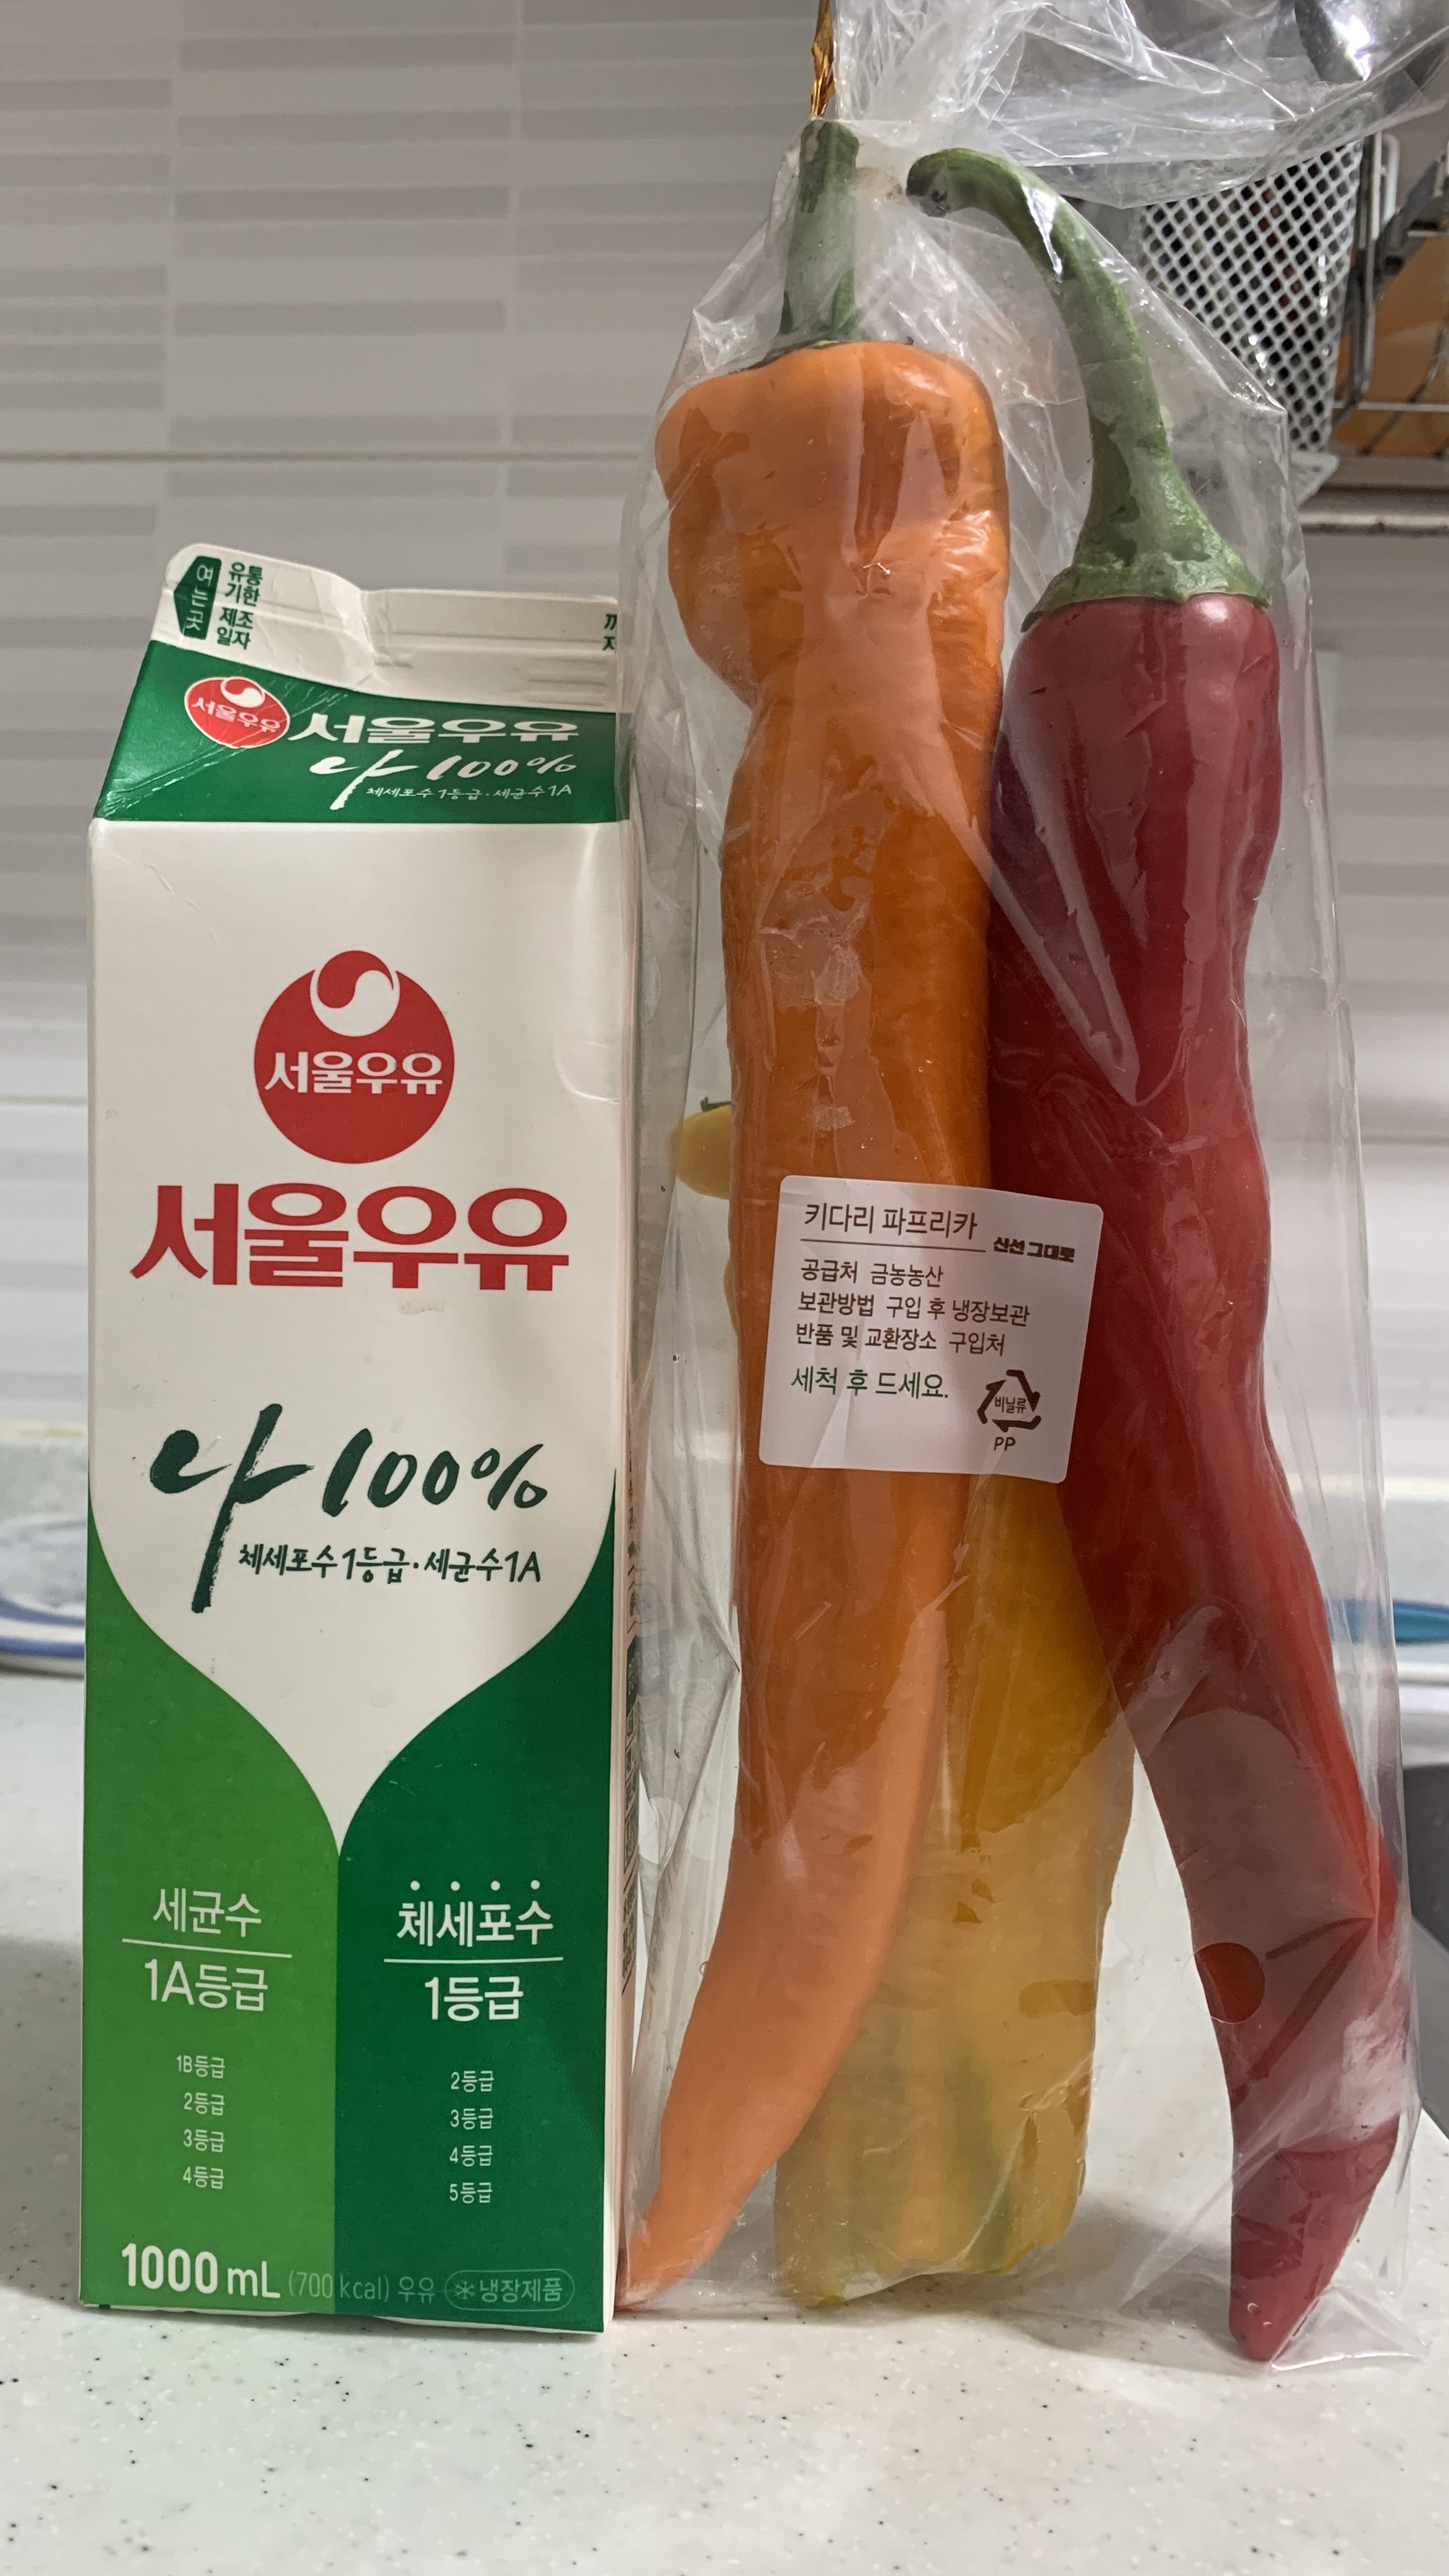 여는곳
유통
기한
제조
일자
서울우유
서울우유
나 100%
체세포수1등급·세균수1A
서울우유
서울우유
나 100%
체세포수1등급·세균수1A
세균수
1A등급
1B등급
2등급
3등급
4등급
체세포수
1등급
2등급
3등급
4등급
5등급
1000 mL (700 kcal) 우유 냉장제품
키다리 파프리카
신선 그대로
공급처 금농농산
보관방법 구입 후 냉장보관
반품 및 교환장소 구입처
세척 후 드세요.
비닐류
PP